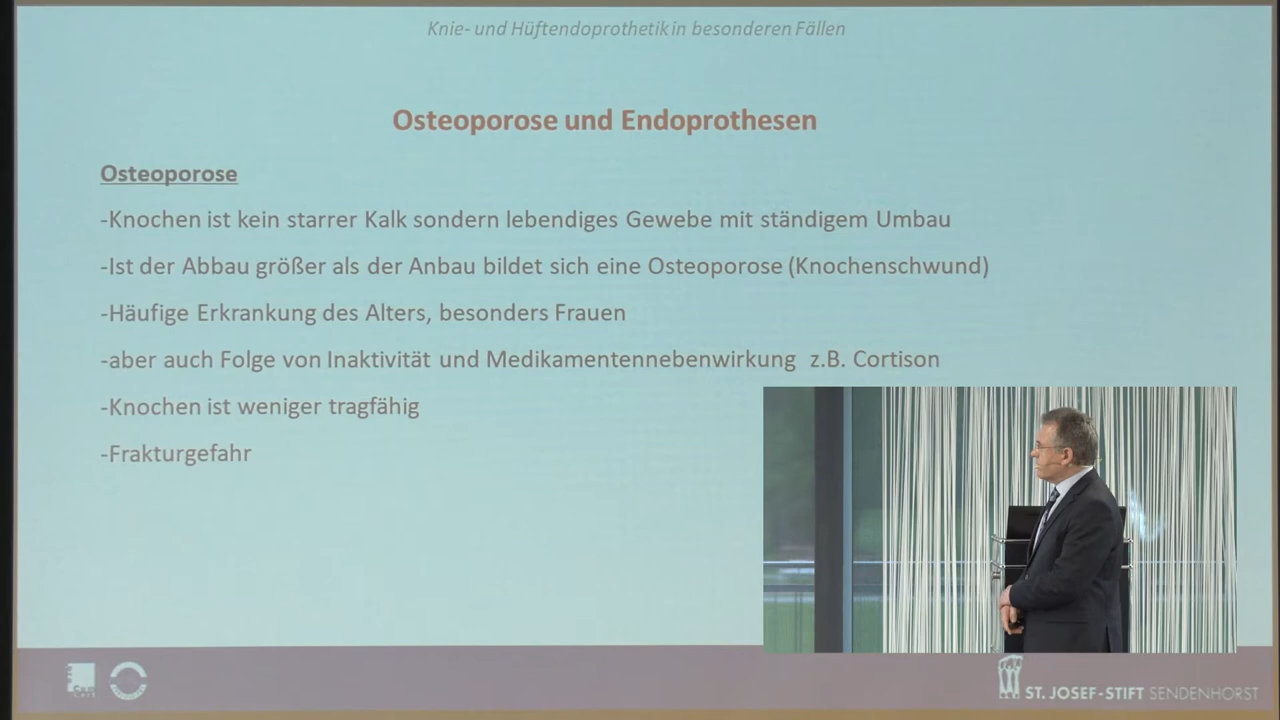 Knie- und Hüftendoprothetik in besonderen Fällen
Osteoporose und Endoprothesen
Osteoporose
-Knochen ist kein starrer Kalk sondern lebendiges Gewebe mit ständigem Umbau
-Ist der Abbau größer als der Anbau bildet sich eine Osteoporose (Knochenschwund)
-Häufige Erkrankung des Alters, besonders Frauen
-aber auch Folge von Inaktivität und Medikamentennebenwirkung z.B. Cortison
-Knochen ist weniger tragfähig
-Frakturgefahr
ST. JOSEF-STIFT SENDENHORST